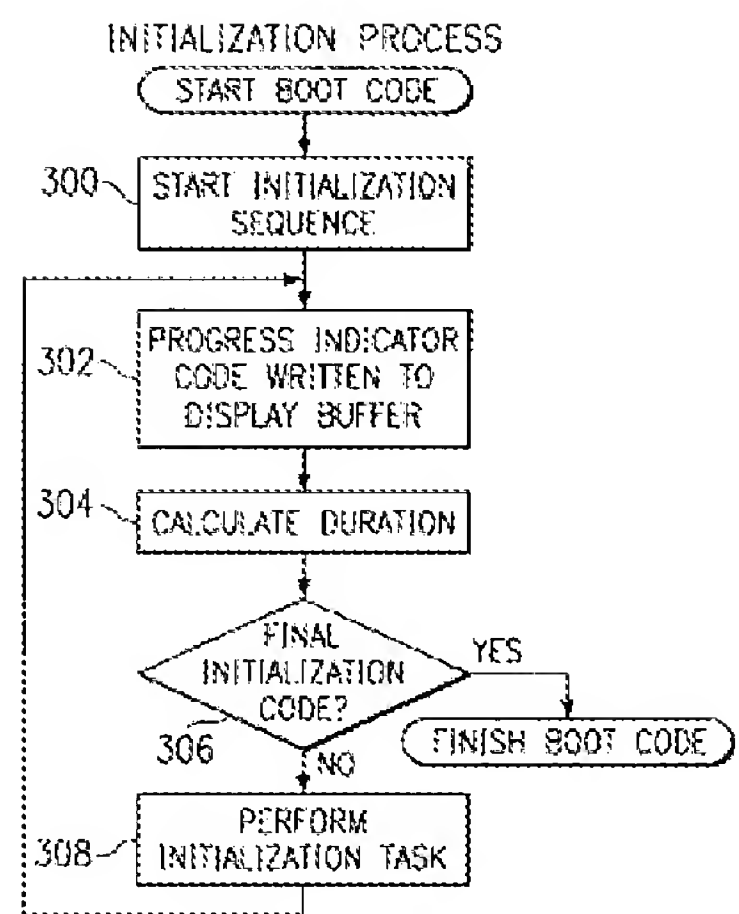 INITIALIZATION PROCESS
START BOOT CODE
300
START INITIALIZATION
SEQUENCE
302
PROGRESS INDICATOR
CODE WRITTEN TO
DISPLAY BUFFER
304
CALCULATE DURATION
FINAL
INITIALIZATION
CODE?
306
YES
FINISH BOOT CODE
NO
308
PERFORM
INITIALIZATION TASK